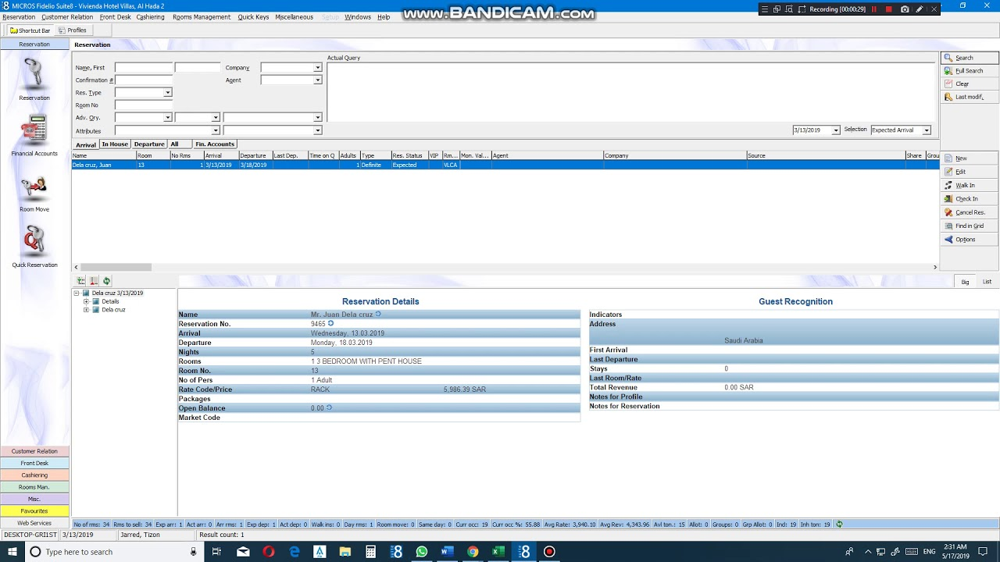 MICROS Fidelio Suite8 - Vivienda Hotel Villas, Al Hada 2
www.BANDICAM.com
Recording [00:00:29]
Reservation Customer Relation Front Desk Cashiering Rooms Management Quick Keys Miscellaneous Setup Windows Help
Shortcut Bar Profiles
Reservation
Reservation
Financial Accounts
Room Move
Quick Reservation
Customer Relation
Front Desk
Cashiering
Rooms Man.
Misc.
Favourites
Web Services
Reservation
Name, First Company
Confirmation # Agent
Res. Type
Room No
Adv. Qry.
Attributes
Actual Query
3/13/2019 Selection Expected Arrival
Search
Full Search
Clear
Last modif.
Arrival In House Departure All Fin. Accounts
Name Room No Rms Arrival Departure Last Dep. Time on Q Adults Type Res. Status VIP Rm... Mon. Val... Agent Company Source Share Grou
Dela cruz, Juan 13 1 3/13/2019 3/18/2019 1 Definite Expected VLCA
New
Edit
Walk In
Check In
Cancel Res.
Find in Grid
Options
Big List
Dela cruz 3/13/2019
Details
Dela cruz
Reservation Details
Name Mr. Juan Dela cruz
Reservation No. 9465
Arrival Wednesday, 13.03.2019
Departure Monday, 18.03.2019
Nights 5
Rooms 1 3 BEDROOM WITH PENT HOUSE
Room No. 13
No of Pers 1 Adult
Rate Code/Price RACK 5,986.39 SAR
Packages
Open Balance 0.00
Market Code
Guest Recognition
Indicators
Address
Saudi Arabia
First Arrival
Last Departure
Stays 0
Last Room/Rate
Total Revenue 0.00 SAR
Notes for Profile
Notes for Reservation
No of rms: 34 Rms to sell: 34 Exp arr: 1 Act arr: 0 Arr rms: 1 Exp dep: 1 Act dep: 0 Walk ins: 0 Day rms: 1 Room move: 0 Same day: 0 Curr occ: 19 Curr occ %: 55.88 Avg Rate: 3,940.10 Avg Rev.: 4,343.96 Avl ton.: 15 Allot: 0 Groups: 0 Grp Allot: 0 Ind: 19 Inh ton: 19
DESKTOP-GRI1ST 3/13/2019 Jarred, Tizon Result count: 1
Type here to search
ENG
2:31 AM
5/17/2019